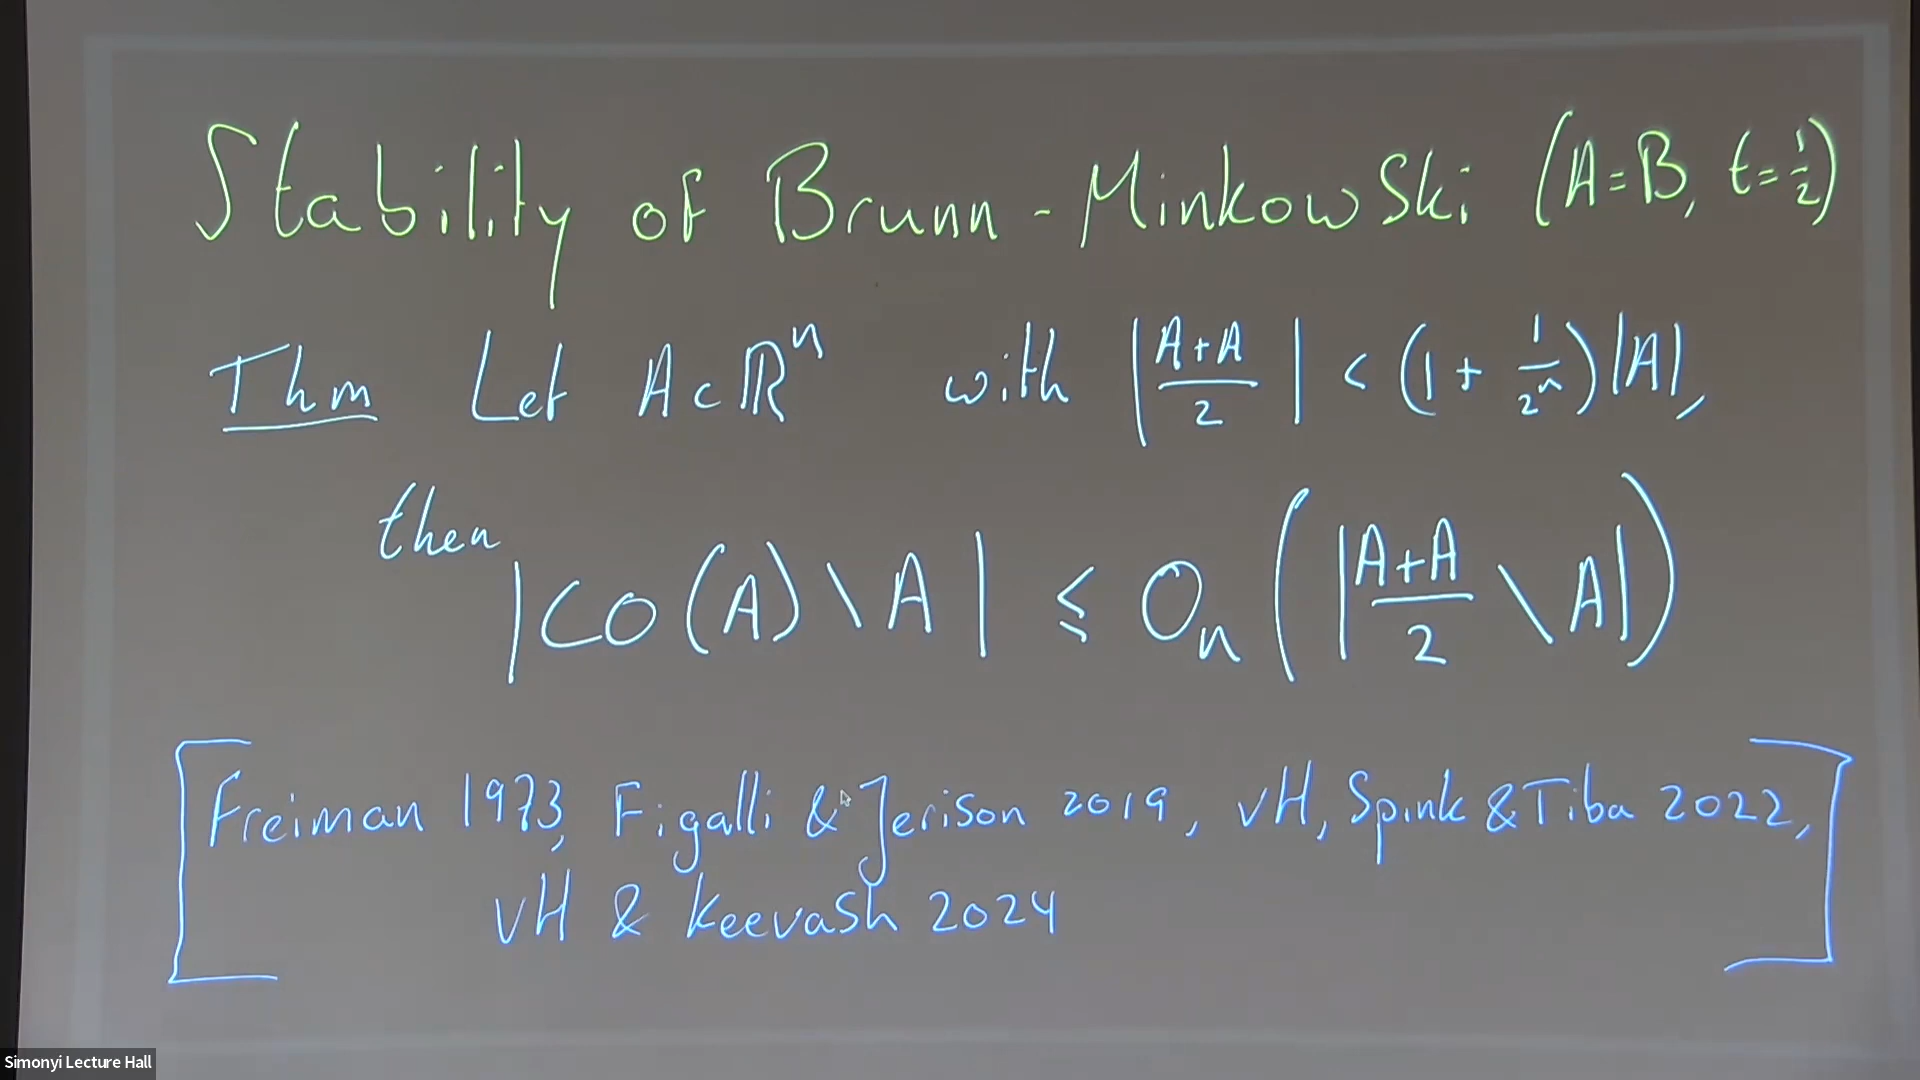 Stability of Brunn-Minkowski (A=B, t=1/2)
Thm Let A⊂ℝⁿ with |A+A/2| < (1+1/2ⁿ)|A|,
then
|CO(A)\A| ≤ Oₙ(|A+A/2 \ A|)
[Freiman 1973, Figalli & Jerison 2019, vH, Spink & Tiba 2022,
vH & Keevash 2024]
Simonyi Lecture Hall